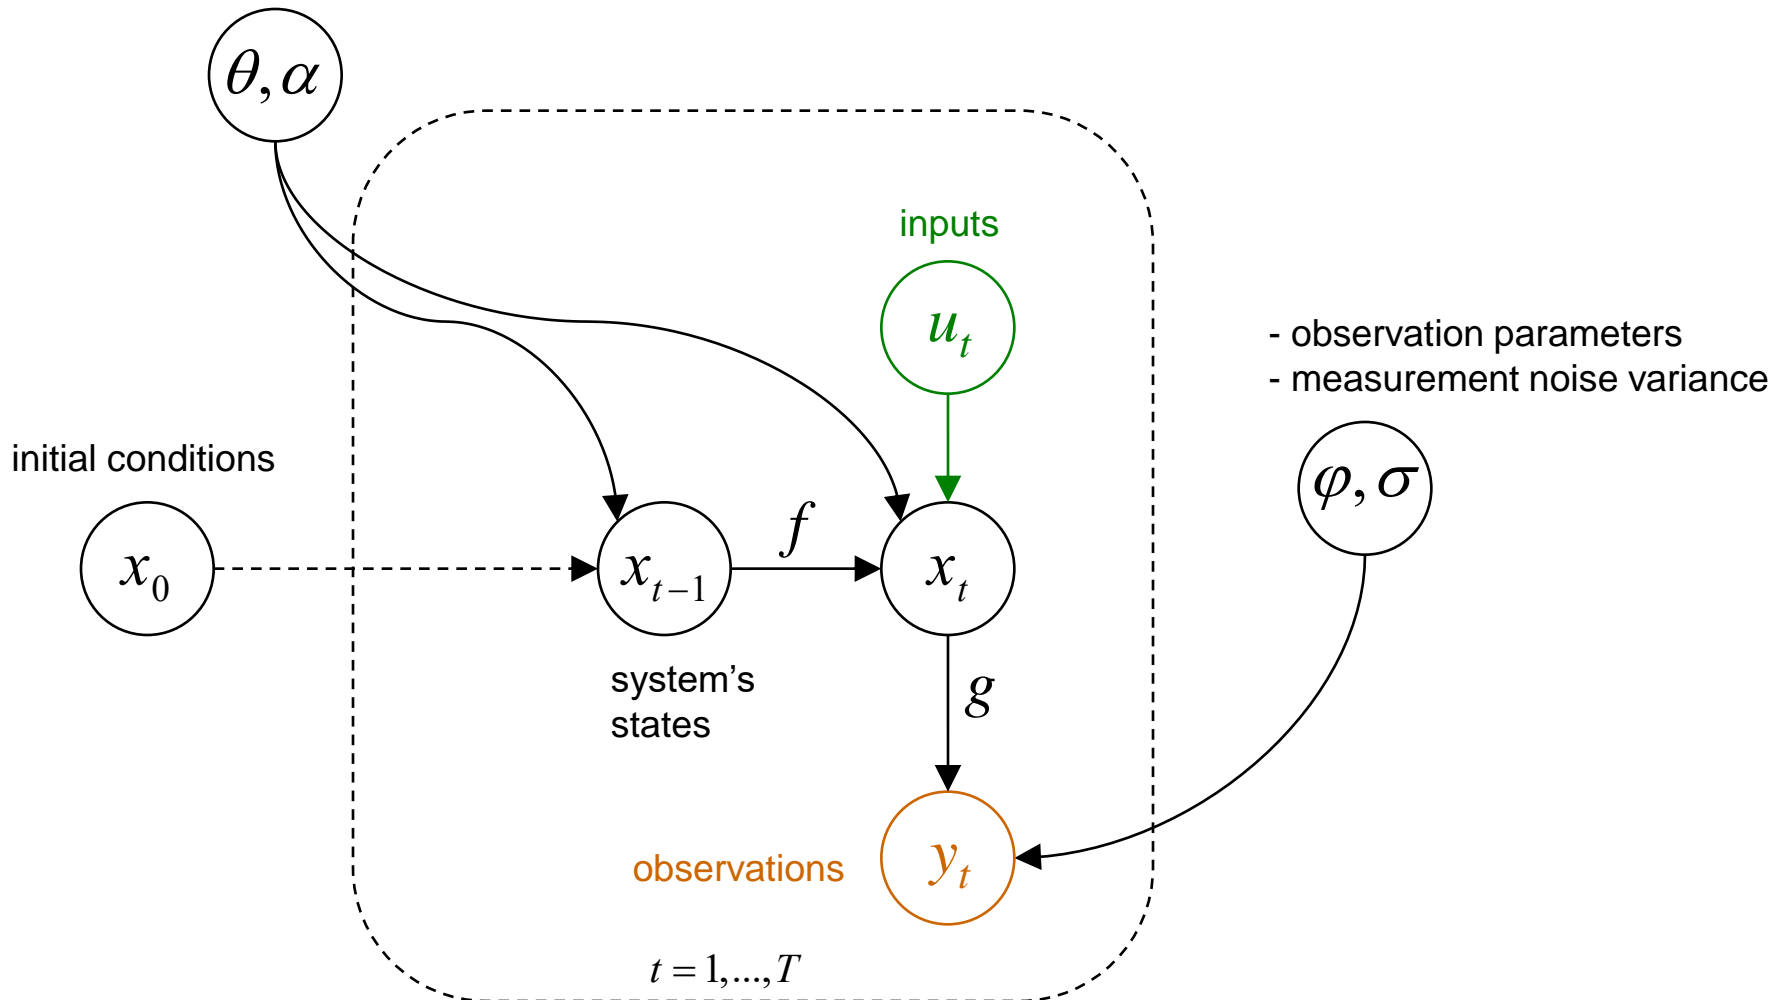 θ, α
inputs
u_t
- observation parameters
- measurement noise variance
φ, σ
initial conditions
x_0
x_{t-1}
f
x_t
system's
states
g
observations
y_t
t = 1,...,T